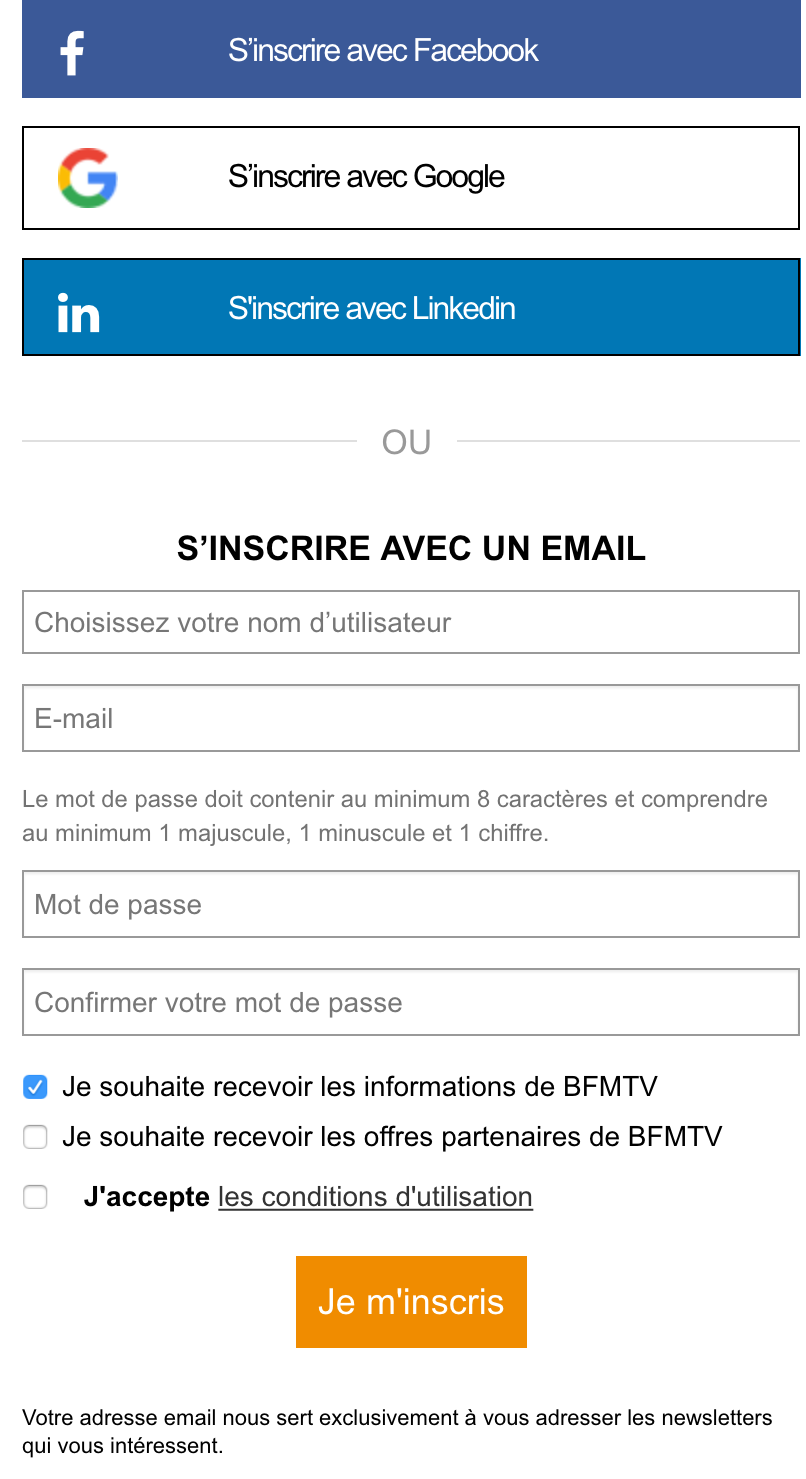 S’inscrire avec Facebook
S’inscrire avec Google
in
S'inscrire avec Linkedin
OU
S’INSCRIRE AVEC UN EMAIL
Choisissez votre nom d’utilisateur
E-mail
Le mot de passe doit contenir au minimum 8 caractères et comprendre
au minimum 1 majuscule, 1 minuscule et 1 chiffre.
Mot de passe
Confirmer votre mot de passe
Je souhaite recevoir les informations de BFMTV
Je souhaite recevoir les offres partenaires de BFMTV
J'accepte les conditions d'utilisation
Je m'inscris
Votre adresse email nous sert exclusivement à vous adresser les newsletters
qui vous intéressent.